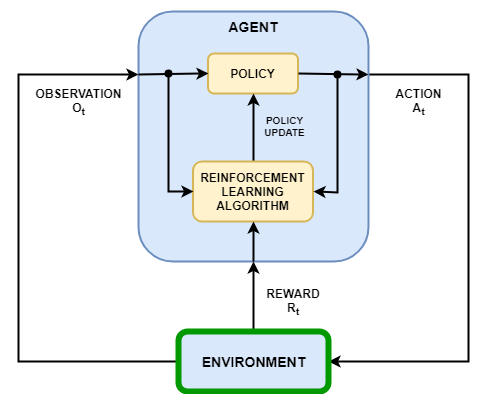 AGENT
POLICY
OBSERVATION
Ot
ACTION
At
POLICY
UPDATE
REINFORCEMENT
LEARNING
ALGORITHM
REWARD
Rt
ENVIRONMENT